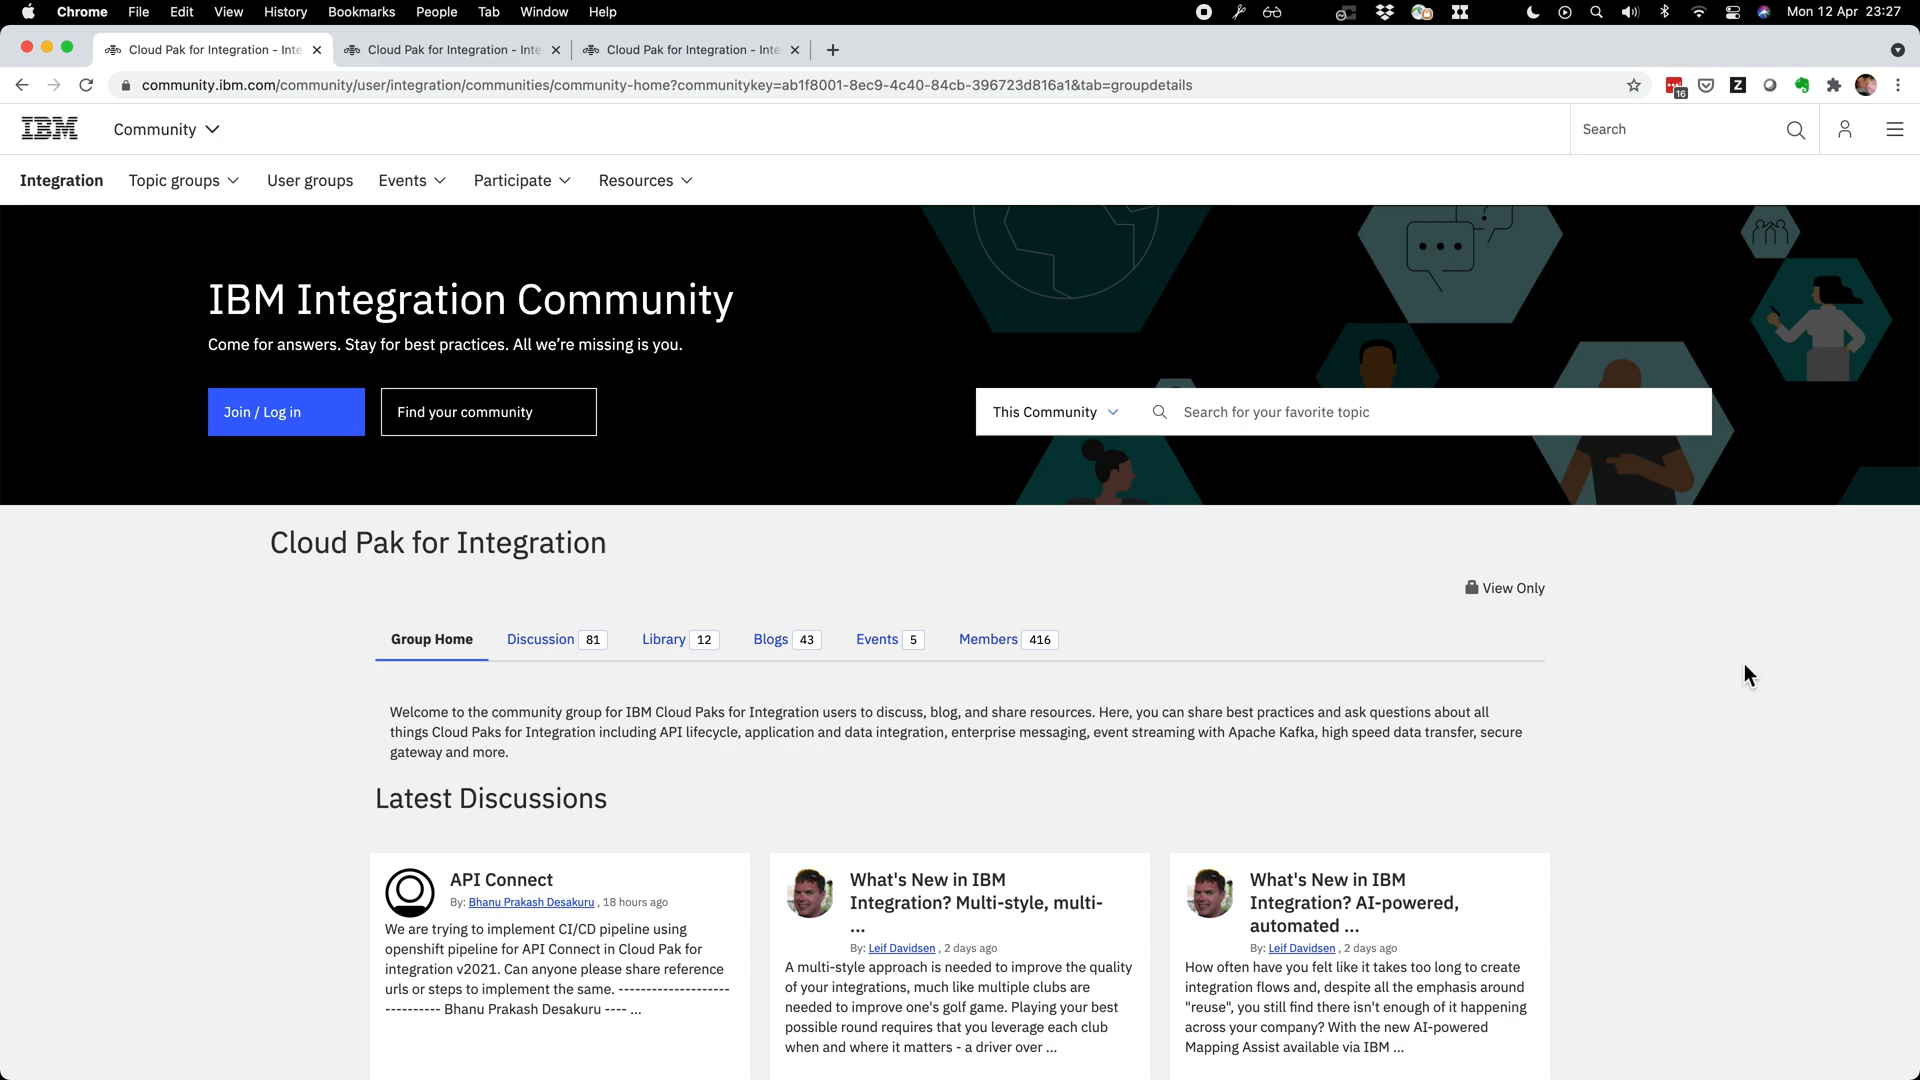 Chrome File Edit View History Bookmarks People Tab Window Help Mon 12 Apr 23:27
Cloud Pak for Integration - Inte Cloud Pak for Integration - Inte Cloud Pak for Integration - Inte
community.ibm.com/community/user/integration/communities/community-home?communitykey=ab1f8001-8ec9-4c40-84cb-396723d816a1&tab=groupdetails
16
IBM Community Search
Integration Topic groups User groups Events Participate Resources
IBM Integration Community
Come for answers. Stay for best practices. All we’re missing is you.
Join / Log in Find your community This Community Search for your favorite topic
Cloud Pak for Integration
View Only
Group Home Discussion 81 Library 12 Blogs 43 Events 5 Members 416
Welcome to the community group for IBM Cloud Paks for Integration users to discuss, blog, and share resources. Here, you can share best practices and ask questions about all
things Cloud Paks for Integration including API lifecycle, application and data integration, enterprise messaging, event streaming with Apache Kafka, high speed data transfer, secure
gateway and more.
Latest Discussions
API Connect
By: Bhanu Prakash Desakuru , 18 hours ago
We are trying to implement CI/CD pipeline using
openshift pipeline for API Connect in Cloud Pak for
integration v2021. Can anyone please share reference
urls or steps to implement the same. --------------------
---------- Bhanu Prakash Desakuru ---- ...
What's New in IBM
Integration? Multi-style, multi-
...
By: Leif Davidsen , 2 days ago
A multi-style approach is needed to improve the quality
of your integrations, much like multiple clubs are
needed to improve one's golf game. Playing your best
possible round requires that you leverage each club
when and where it matters - a driver over ...
What's New in IBM
Integration? AI-powered,
automated ...
By: Leif Davidsen , 2 days ago
How often have you felt like it takes too long to create
integration flows and, despite all the emphasis around
"reuse", you still find there isn't enough of it happening
across your company? With the new AI-powered
Mapping Assist available via IBM ...